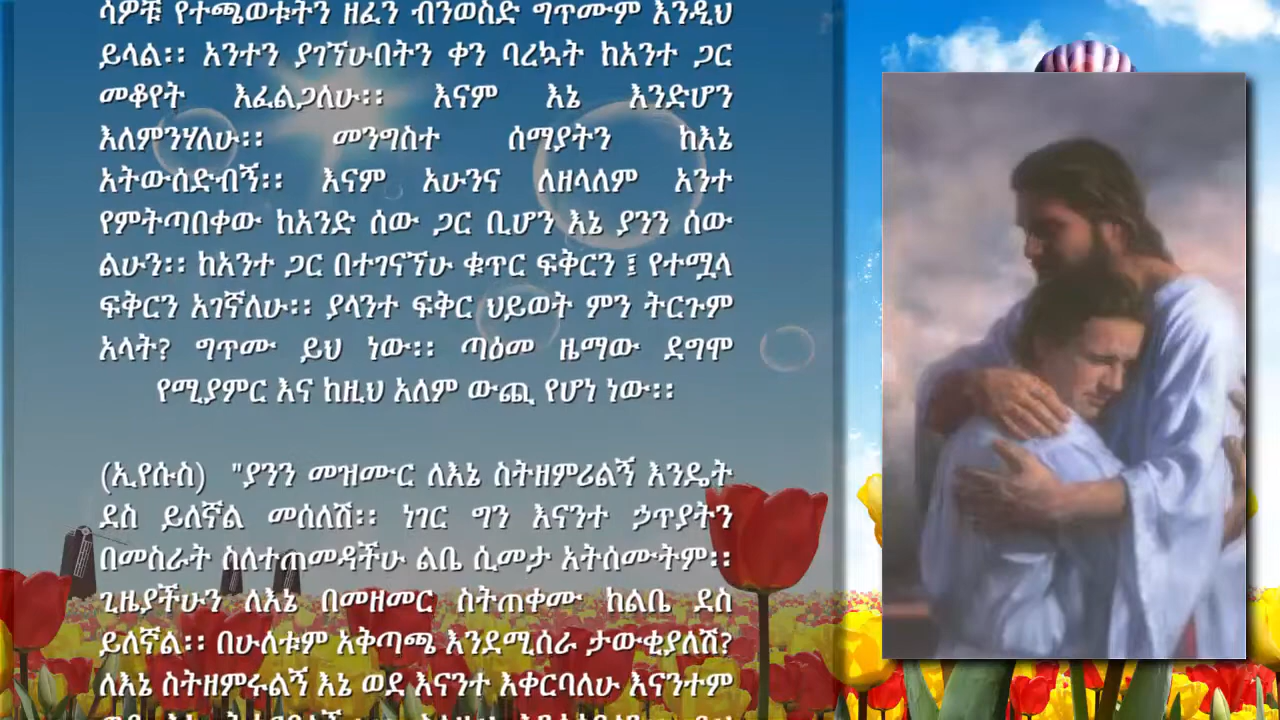 ሳዎቹ የተጫወቱትን ዘፈን ብንወስድ ግጥሙም እንዲህ
ይላል፡፡ አንተን ያገኘሁበትን ቀን ባረኳት ከአንተ ጋር
መቆየት እፈልጋለሁ፡፡ እናም እኔ እንድሆን
እለምንሃለሁ፡፡ መንግስተ ሰማያትን ከእኔ
አትውሰድብኝ፡፡ እናም አሁንና ለዘላለም አንተ
የምትጣበቀው ከአንድ ሰው ጋር ቢሆን እኔ ያንን ሰው
ልሁን፡፡ ከአንተ ጋር በተገናኘሁ ቁጥር ፍቅርን ፤ የተሟላ
ፍቅርን አገኛለሁ፡፡ ያላንተ ፍቅር ህይወት ምን ትርጉም
አላት? ግጥሙ ይህ ነው፡፡ ጣዕመ ዜማው ደግሞ
የሚያምር እና ከዚህ አለም ውጪ የሆነ ነው፡፡
(ኢየሱስ) "ያንን መዝሙር ለእኔ ስትዘምሪልኝ እንዴት
ደስ ይለኛል መሰለሽ፡፡ ነገር ግን እናንተ ኃጥያትን
በመስራት ስለተጠመዳችሁ ልቤ ሲመታ አትሰሙትም፡፡
ጊዜያችሁን ለእኔ በመዘመር ስትጠቀሙ ከልቤ ደስ
ይለኛል፡፡ በሁለቱም አቅጣጫ እንደሚሰራ ታውቂያለሽ?
ለእኔ ስትዘምሩልኝ እኔ ወደ እናንተ እቀርባለሁ እናንተም